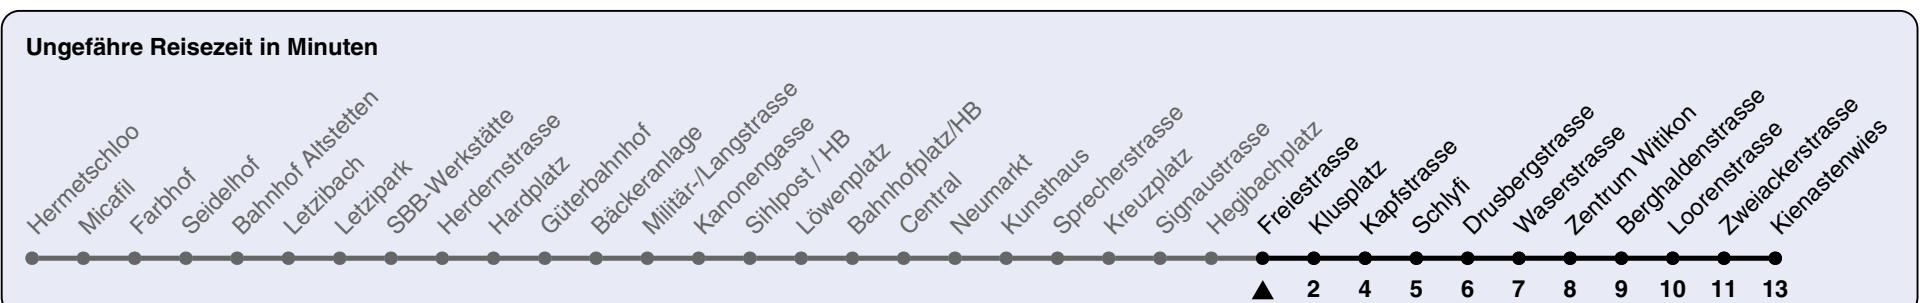 Ungefähre Reisezeit in Minuten
Hermetschloo
Micafil
Farbhof
Seidelhof
Bahnhof Altstetten
Letzibach
Letzipark
SBB-Werkstätte
Herdernstrasse
Hardplatz
Güterbahnhof
Bäckeranlage
Militär-/Langstrasse
Kanonengasse
Sihlpost / HB
Löwenplatz
Bahnhofplatz/HB
Central
Neumarkt
Kunsthaus
Sprecherstrasse
Kreuzplatz
Signaustrasse
Hegibachplatz
Freiestrasse
Klusplatz
Kapfstrasse
Schlyfi
Drusbergstrasse
Waserstrasse
Zentrum Witikon
Berghaldenstrasse
Loorenstrasse
Zweiackerstrasse
Kienastenwies
2 4 5 6 7 8 9 10 11 13